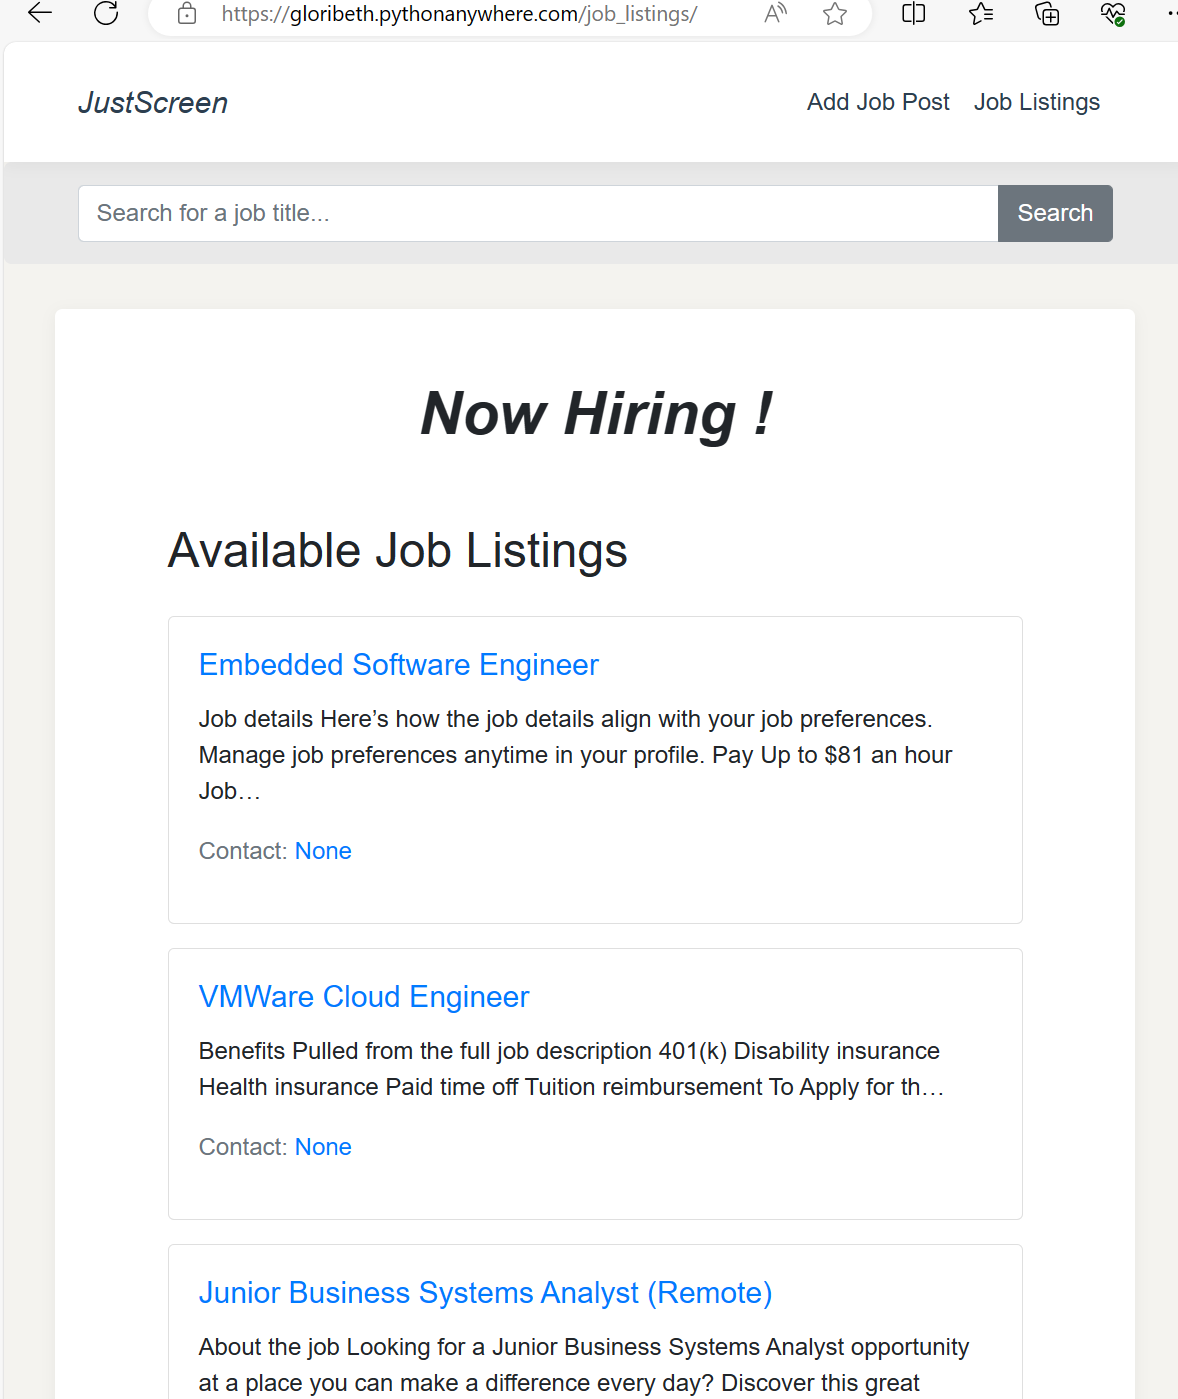 https://gloribeth.pythonanywhere.com/job_listings/
JustScreen
Add Job Post Job Listings
Search for a job title...
Search
Now Hiring !
Available Job Listings
Embedded Software Engineer
Job details Here’s how the job details align with your job preferences.
Manage job preferences anytime in your profile. Pay Up to $81 an hour
Job…
Contact: None
VMWare Cloud Engineer
Benefits Pulled from the full job description 401(k) Disability insurance
Health insurance Paid time off Tuition reimbursement To Apply for th…
Contact: None
Junior Business Systems Analyst (Remote)
About the job Looking for a Junior Business Systems Analyst opportunity
at a place you can make a difference every day? Discover this great